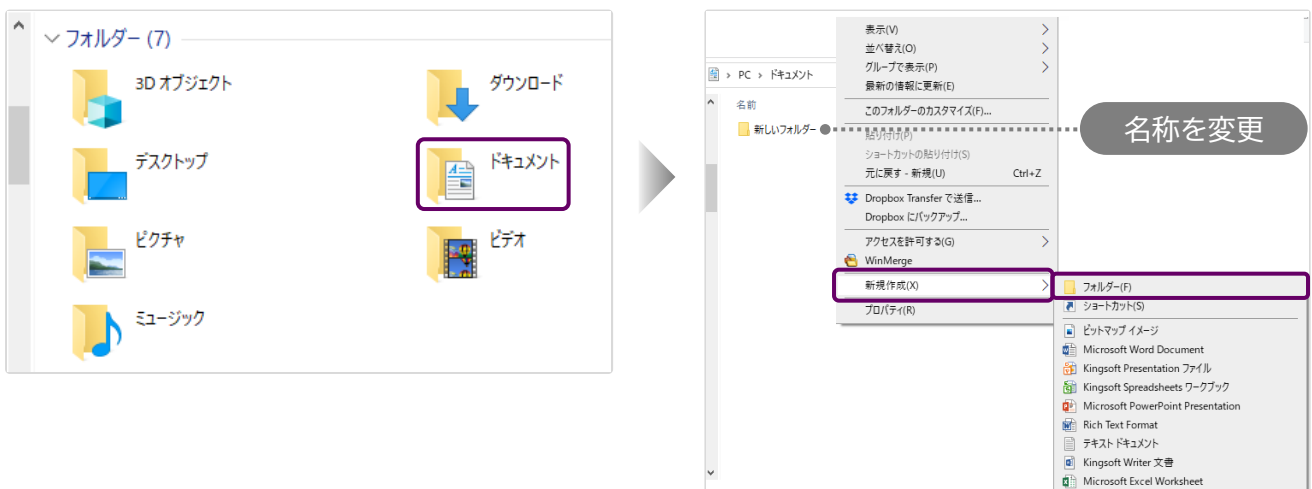 フォルダー (7)
3D オブジェクト
ダウンロード
デスクトップ
ドキュメント
ピクチャ
ビデオ
ミュージック
PC › ドキュメント
名前
新しいフォルダー
表示(V)
並べ替え(O)
グループで表示(P)
最新の情報に更新(E)
このフォルダーのカスタマイズ(F)...
貼り付け(P)
ショートカットの貼り付け(S)
元に戻す - 新規(U) Ctrl+Z
Dropbox Transfer で送信...
Dropbox にバックアップ...
アクセスを許可する(G)
WinMerge
新規作成(X)
プロパティ(R)
名称を変更
フォルダー(F)
ショートカット(S)
ビットマップ イメージ
Microsoft Word Document
Kingsoft Presentation ファイル
Kingsoft Spreadsheets ワークブック
Microsoft PowerPoint Presentation
Rich Text Format
テキスト ドキュメント
Kingsoft Writer 文書
Microsoft Excel Worksheet